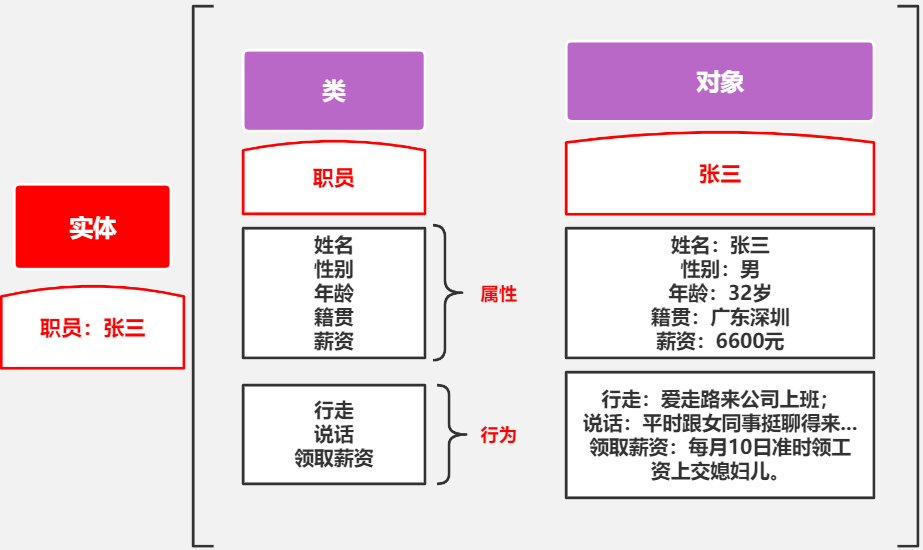 实体
职员：张三
类
职员
姓名
性别
年龄
籍贯
薪资
属性
行走
说话
领取薪资
行为
对象
张三
姓名：张三
性别：男
年龄：32岁
籍贯：广东深圳
薪资：6600元
行走：爱走路来公司上班；
说话：平时跟女同事挺聊得来...
领取薪资：每月10日准时领工
资上交媳妇儿。